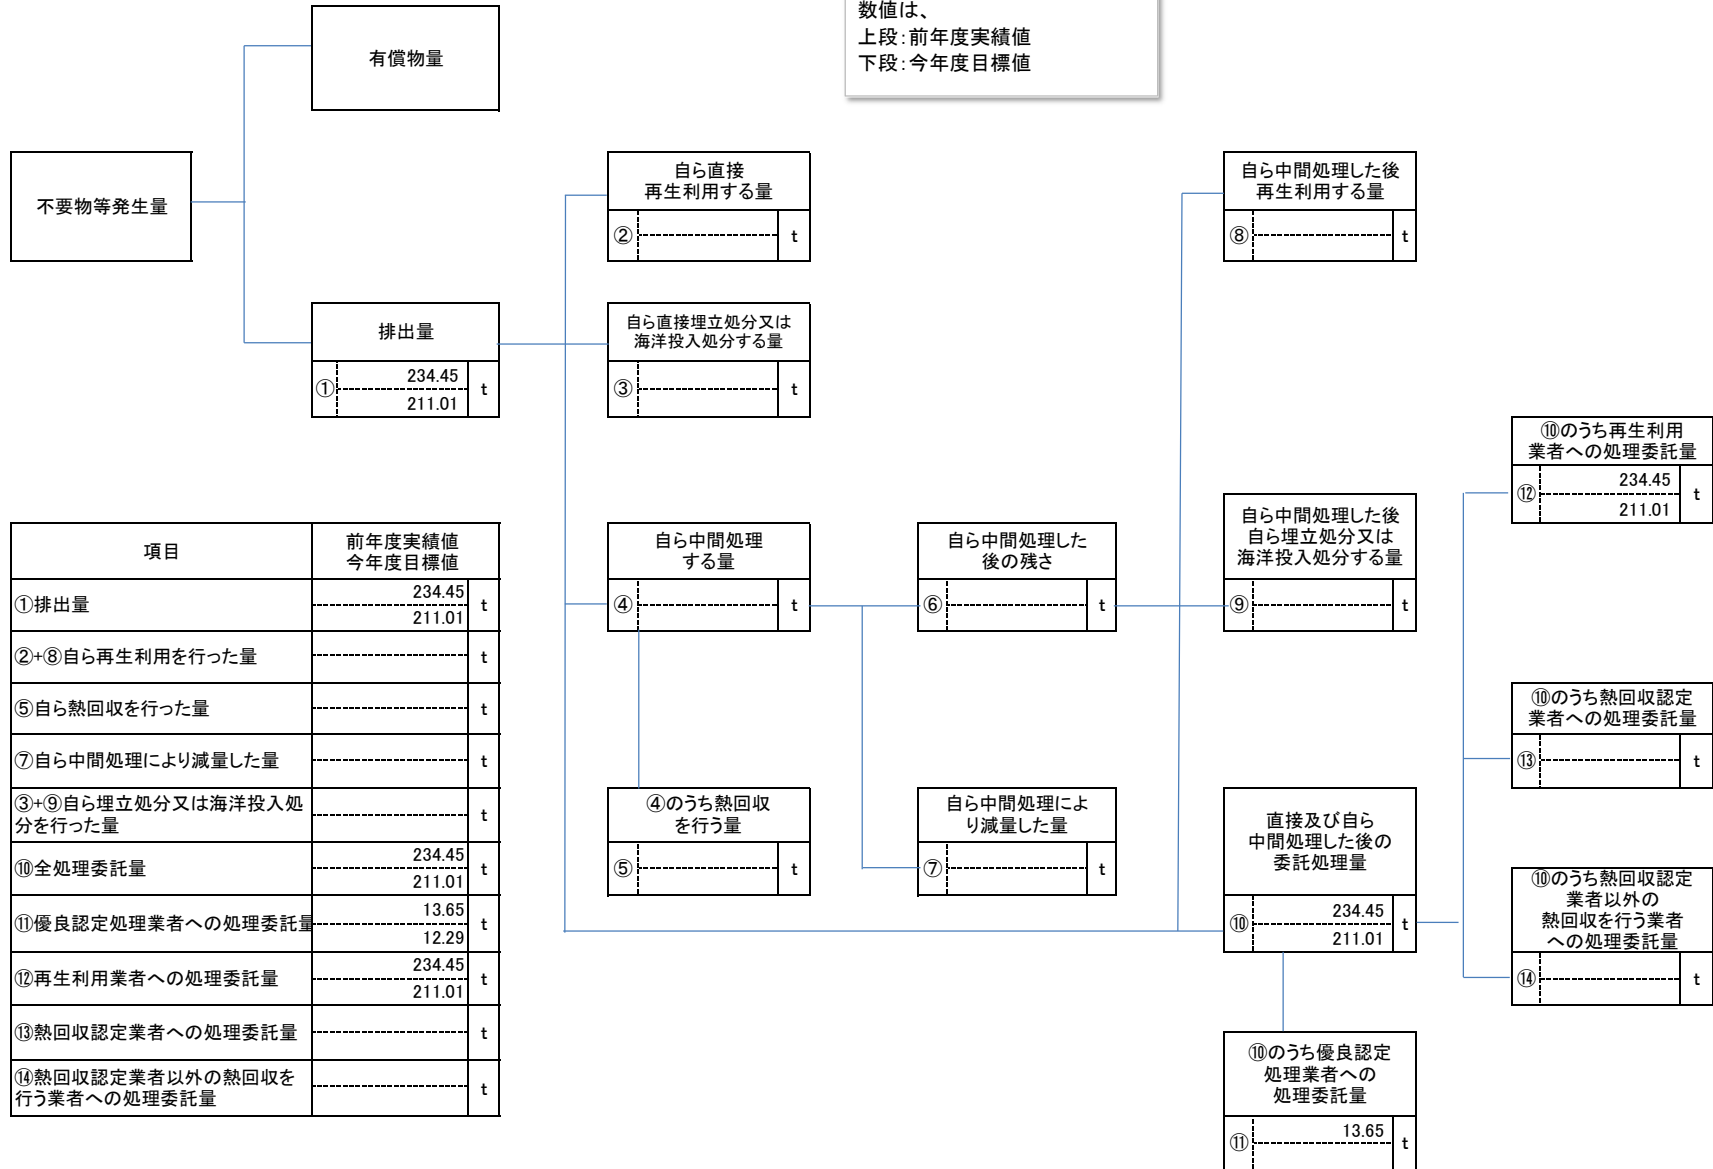 数値は、
上段：前年度実績値
下段：今年度目標値
有償物量
不要物等発生量
自ら直接
再生利用する量
② t
自ら中間処理した後
再生利用する量
⑧ t
排出量
① 234.45 t
211.01
自ら直接埋立処分又は
海洋投入処分する量
③ t
⑩のうち再生利用
業者への処理委託量
⑫ 234.45 t
211.01
自ら中間処理
する量
④ t
自ら中間処理した
後の残さ
⑥ t
自ら中間処理した後
自ら埋立処分又は
海洋投入処分する量
⑨ t
⑩のうち熱回収認定
業者への処理委託量
⑬ t
④のうち熱回収
を行う量
⑤ t
自ら中間処理によ
り減量した量
⑦ t
直接及び自ら
中間処理した後の
委託処理量
⑩ 234.45 t
211.01
⑩のうち熱回収認定
業者以外の
熱回収を行う業者
への処理委託量
⑭ t
⑩のうち優良認定
処理業者への
処理委託量
⑪ 13.65 t
項目 前年度実績値
今年度目標値
①排出量 234.45 t
211.01
②+⑧自ら再生利用を行った量 t
⑤自ら熱回収を行った量 t
⑦自ら中間処理により減量した量 t
③+⑨自ら埋立処分又は海洋投入処
分を行った量 t
⑩全処理委託量 234.45 t
211.01
⑪優良認定処理業者への処理委託量 13.65 t
12.29
⑫再生利用業者への処理委託量 234.45 t
211.01
⑬熱回収認定業者への処理委託量 t
⑭熱回収認定業者以外の熱回収を
行う業者への処理委託量 t